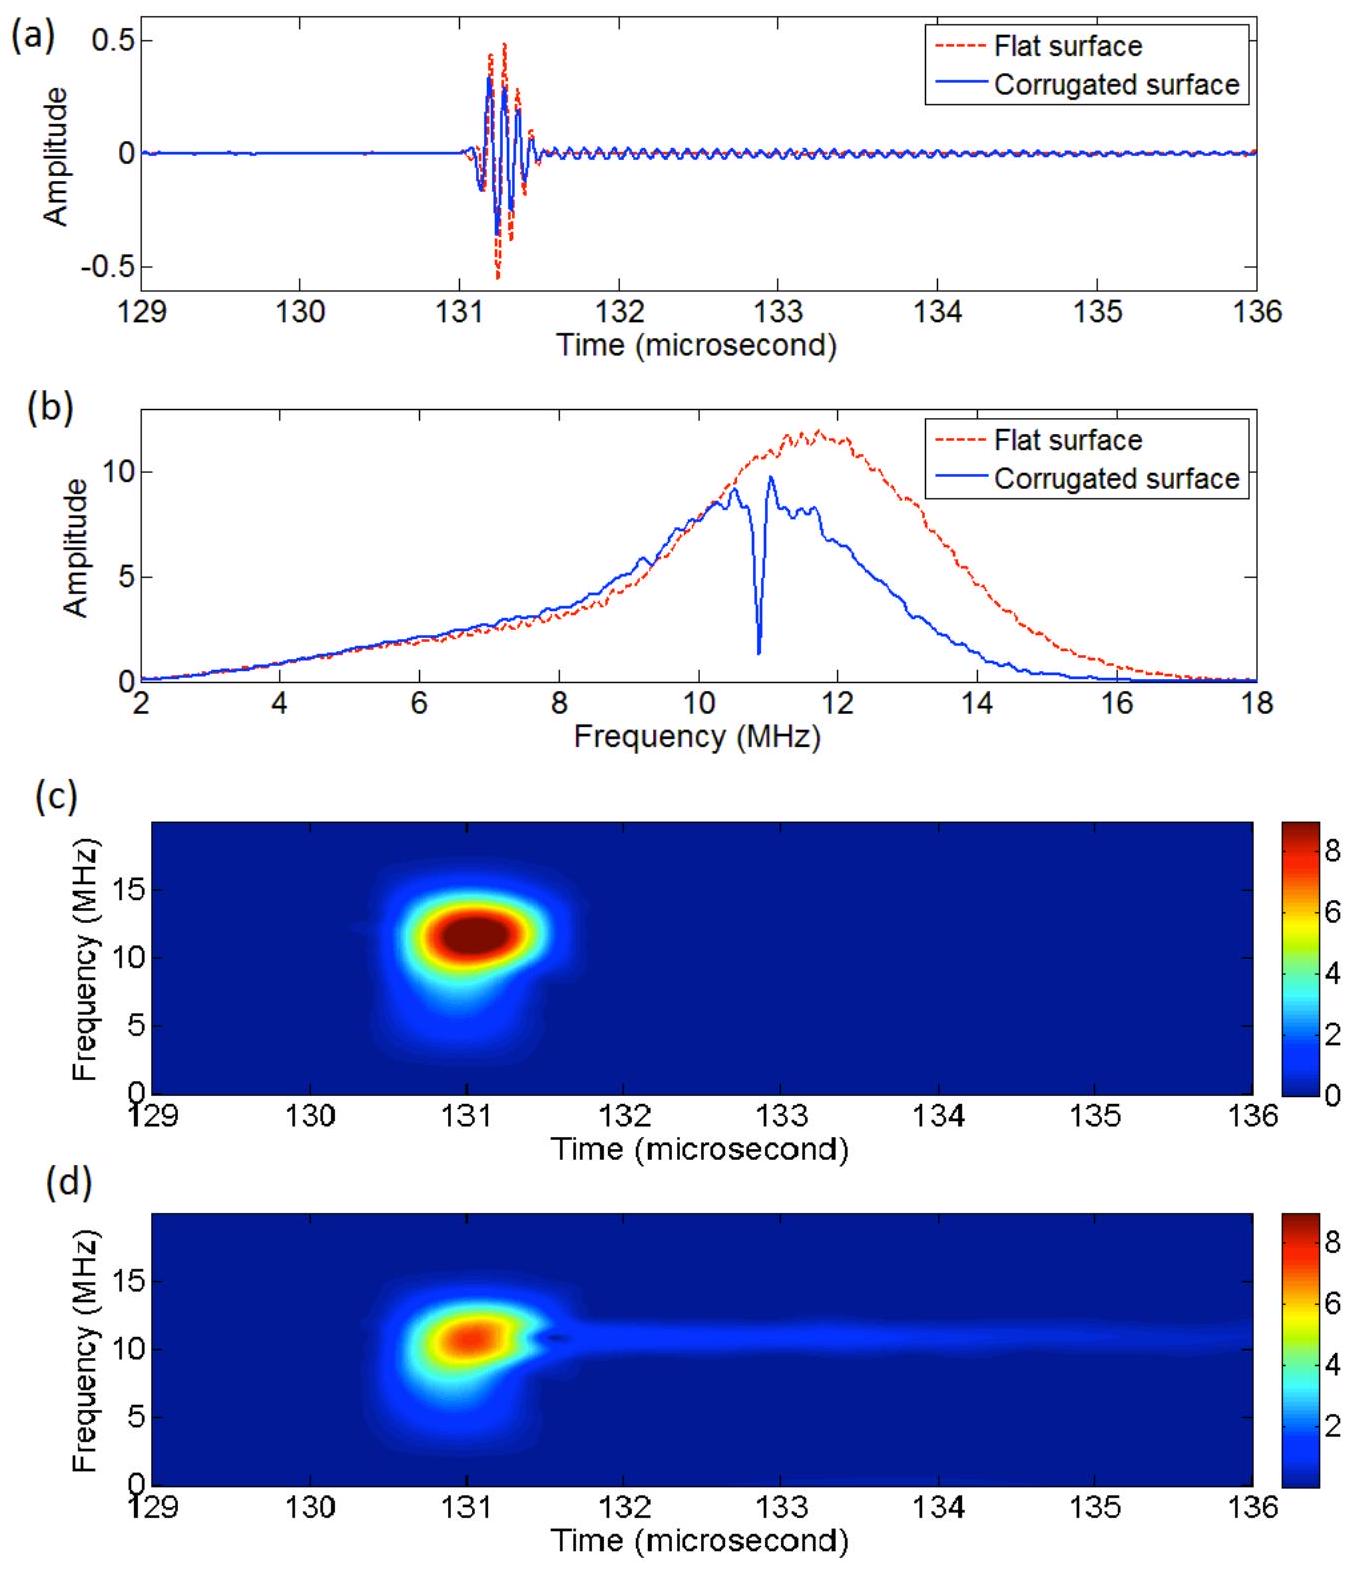 (a)
Amplitude
0.5
0
-0.5
Flat surface
Corrugated surface
129 130 131 132 133 134 135 136
Time (microsecond)
(b)
Amplitude
10
5
0
Flat surface
Corrugated surface
2 4 6 8 10 12 14 16 18
Frequency (MHz)
(c)
Frequency (MHz)
15
10
5
0
8
6
4
2
0
129 130 131 132 133 134 135 136
Time (microsecond)
(d)
Frequency (MHz)
15
10
5
0
8
6
4
2
129 130 131 132 133 134 135 136
Time (microsecond)